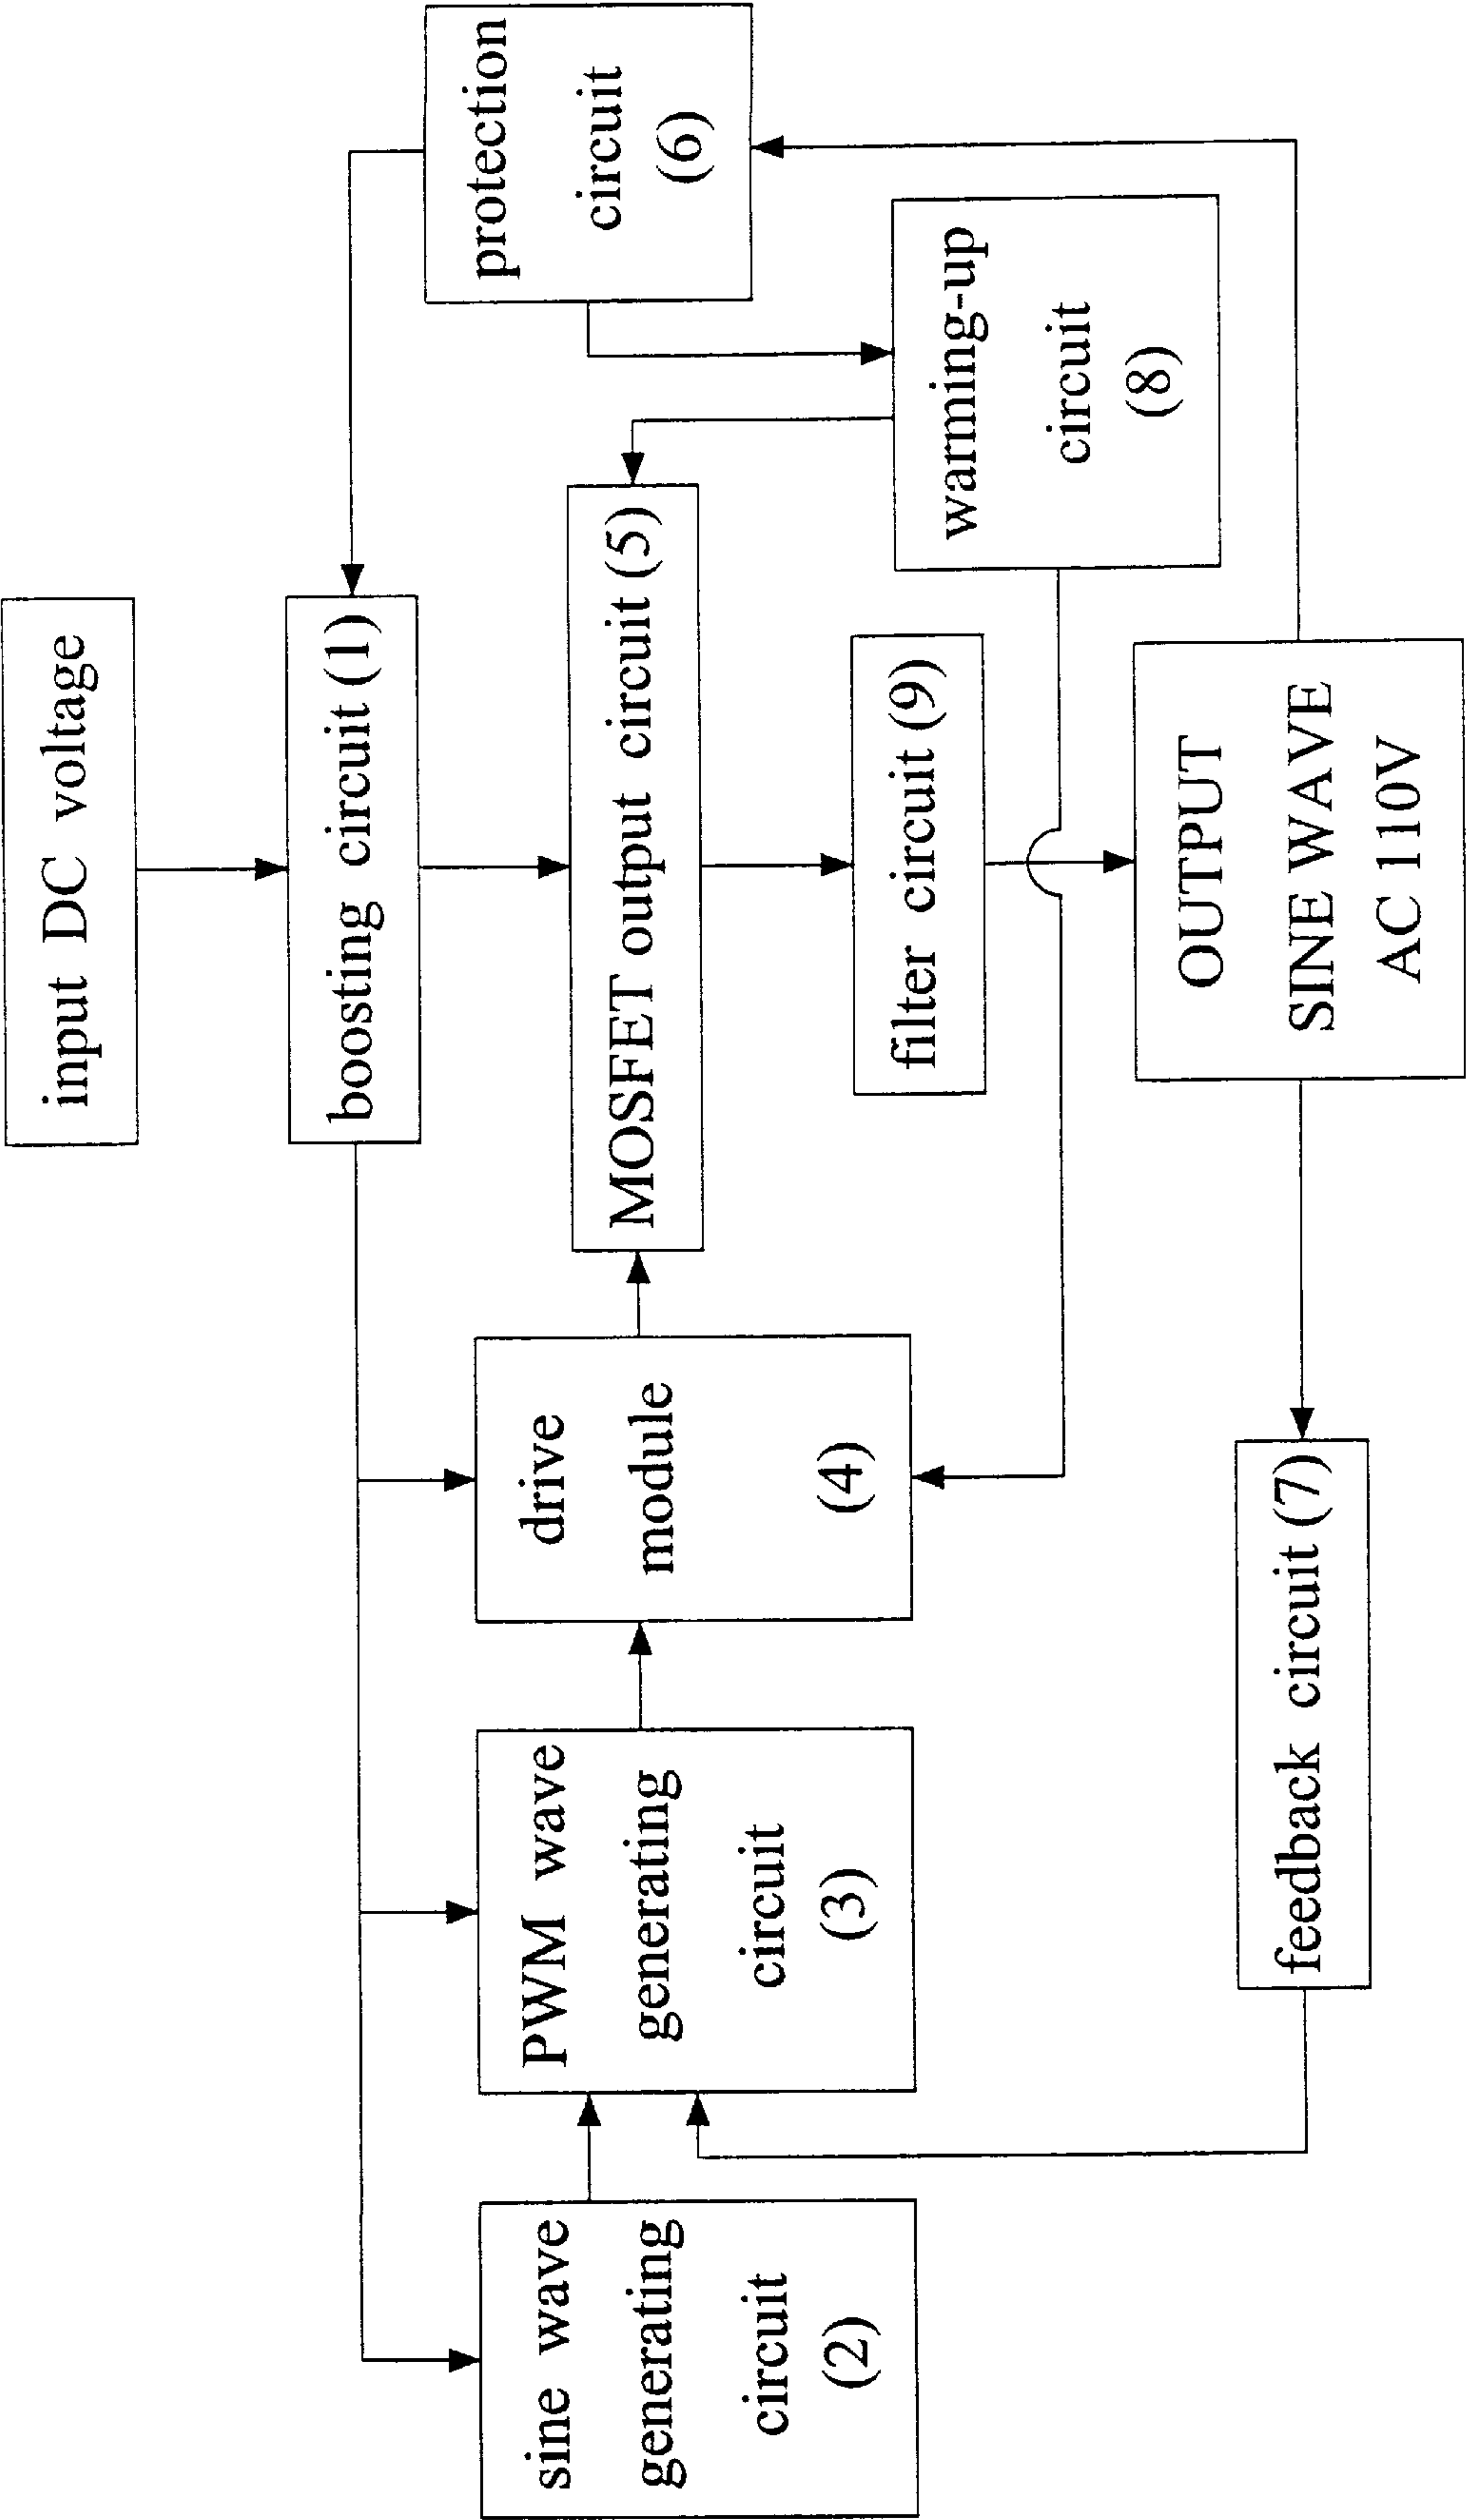 input DC voltage
boosting circuit (1)
protection
circuit
(6)
sine wave
generating
circuit
(2)
PWM wave
generating
circuit
(3)
drive
module
(4)
MOSFET output circuit (5)
warming-up
circuit
(8)
filter circuit (9)
feedback circuit (7)
OUTPUT
SINE WAVE
AC 110V